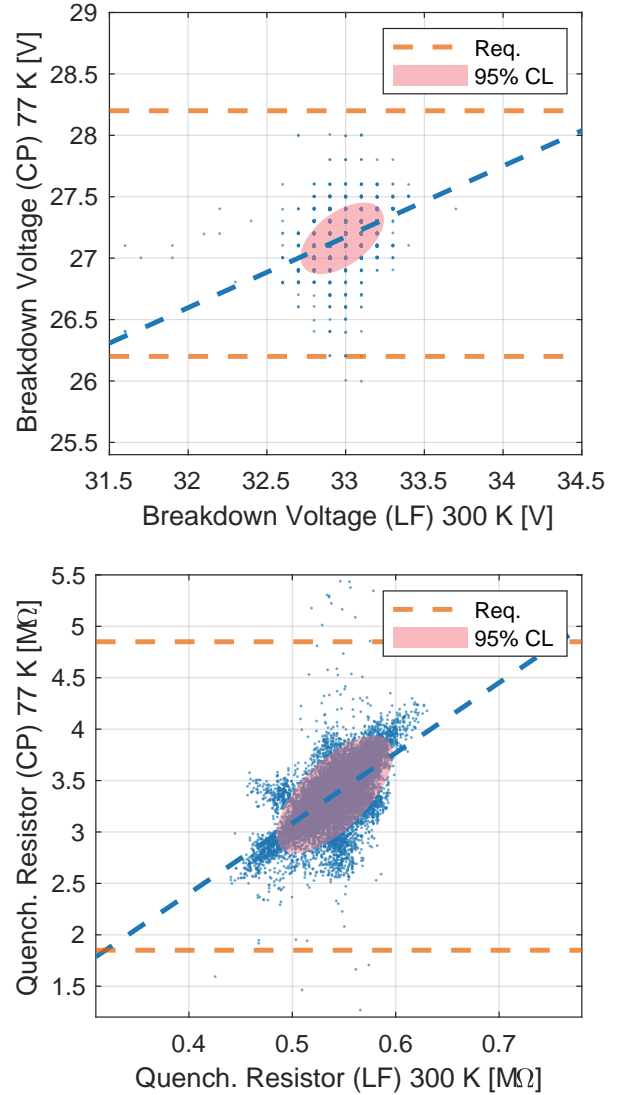 29
28.5
28
27.5
27
26.5
26
25.5
Breakdown Voltage (CP) 77 K [V]
Req.
95% CL
31.5 32 32.5 33 33.5 34 34.5
Breakdown Voltage (LF) 300 K [V]
5.5
5
4.5
4
3.5
3
2.5
2
1.5
Quench. Resistor (CP) 77 K [MΩ]
Req.
95% CL
0.4 0.5 0.6 0.7
Quench. Resistor (LF) 300 K [MΩ]